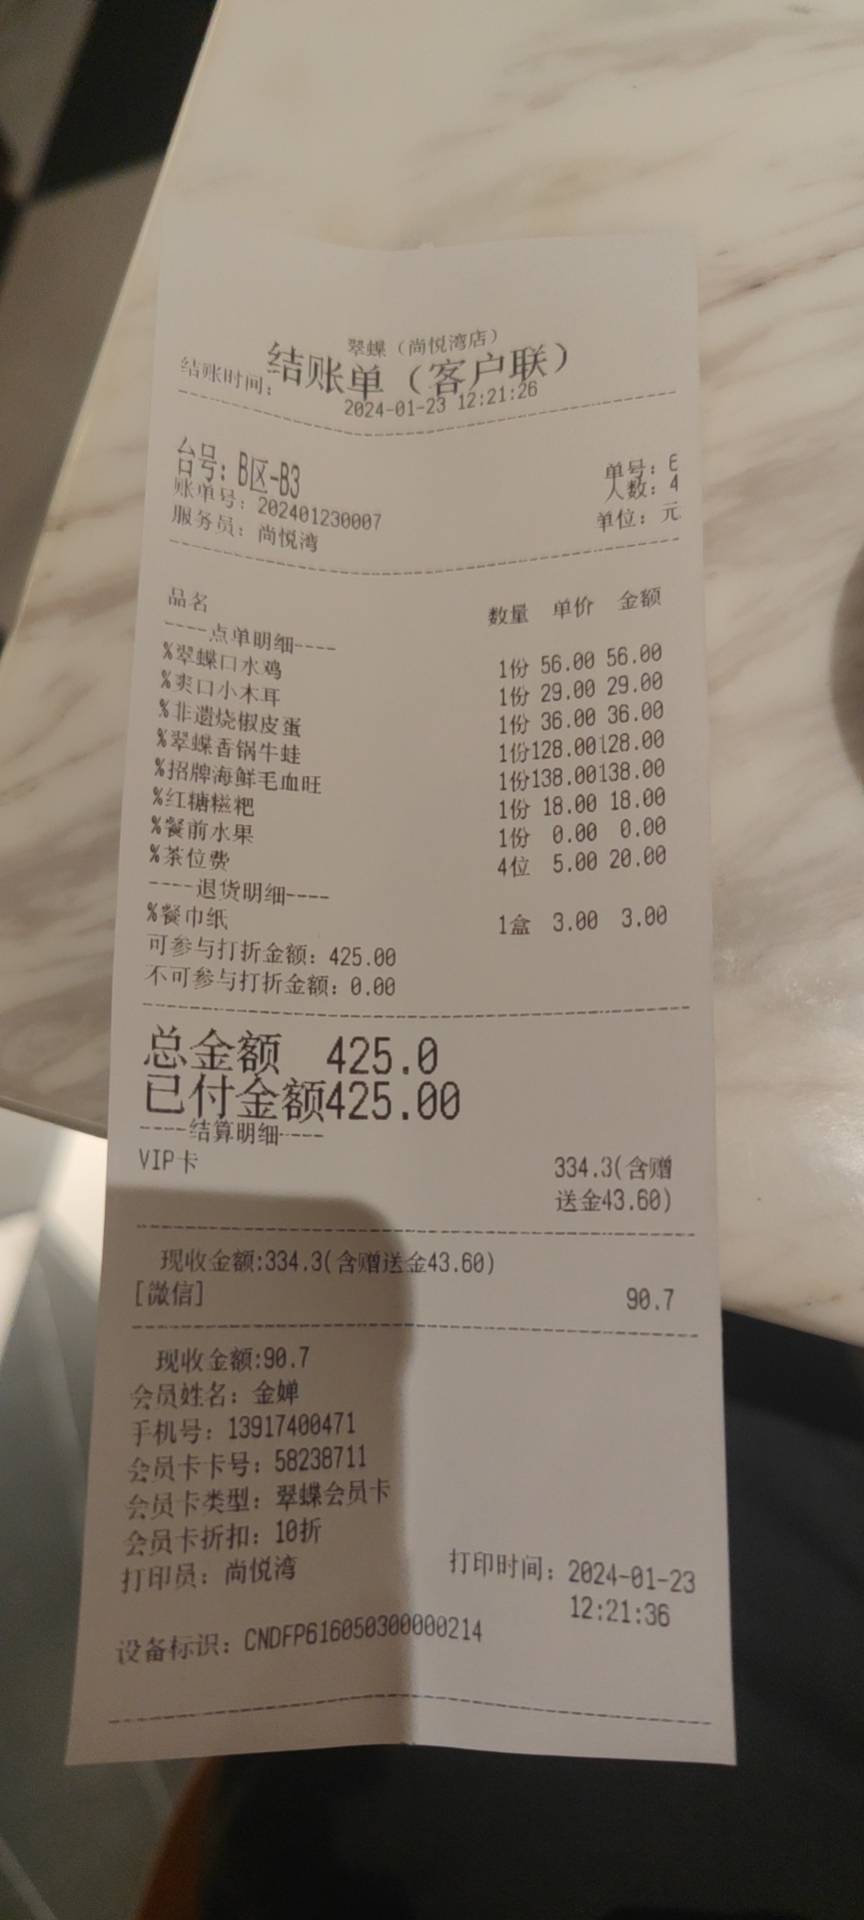 翠蝶（尚悦湾店）
结账单（客户联）
结账时间： 2024-01-23 12:21:26
台号：B区-B3
单号：E
账单号：202401230007
人数：4
服务员：尚悦湾
单位：元
品名 数量 单价 金额
----点单明细----
%翠蝶口水鸡 1份 56.00 56.00
%爽口小木耳 1份 29.00 29.00
%非遗烧椒皮蛋 1份 36.00 36.00
%翠蝶香锅牛蛙 1份128.00128.00
%招牌海鲜毛血旺 1份138.00138.00
%红糖糍粑 1份 18.00 18.00
%餐前水果 1份 0.00 0.00
%茶位费 4位 5.00 20.00
----退货明细----
%餐巾纸 1盒 3.00 3.00
可参与打折金额：425.00
不可参与打折金额：0.00
总金额 425.0
已付金额425.00
----结算明细----
VIP卡 334.3(含赠
送金43.60)
现收金额:334.3(含赠送金43.60)
[微信] 90.7
现收金额:90.7
会员姓名：金婵
手机号：13917400471
会员卡卡号：58238711
会员卡类型：翠蝶会员卡
会员卡折扣：10折
打印员：尚悦湾 打印时间：2024-01-23
12:21:36
设备标识：CNDFP616050300000214